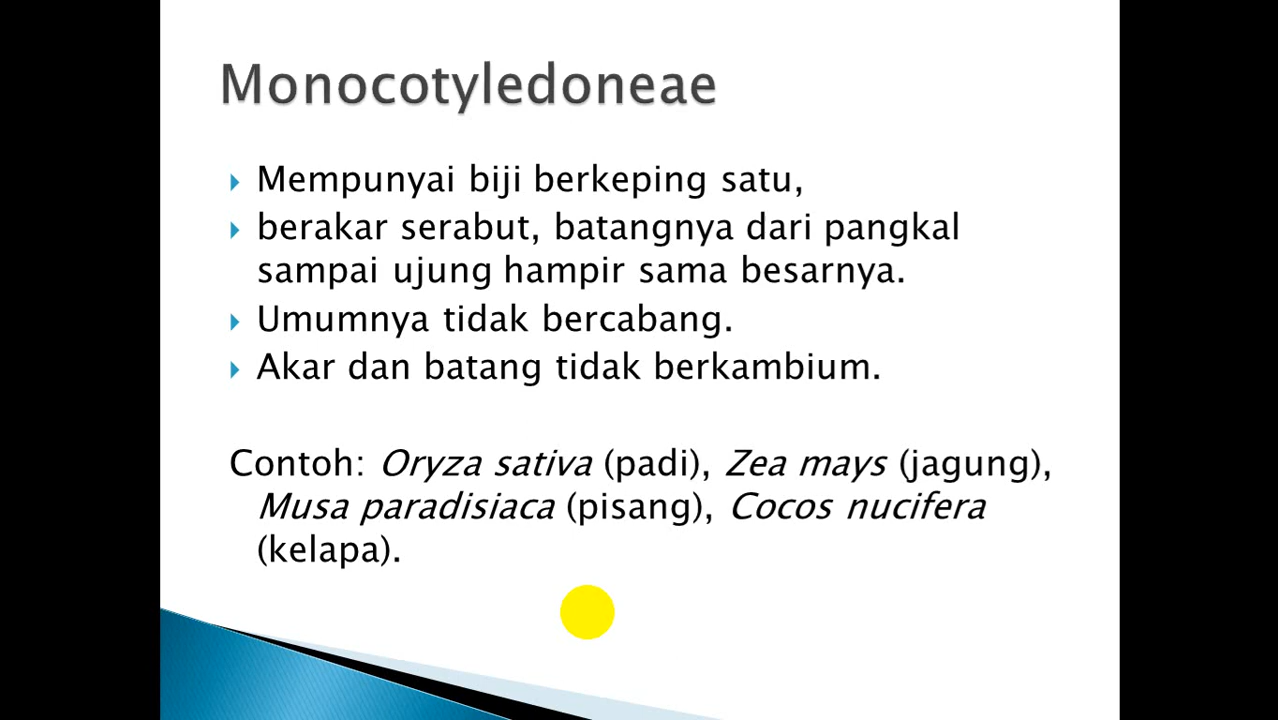 Monocotyledoneae
Mempunyai biji berkeping satu,
berakar serabut, batangnya dari pangkal
sampai ujung hampir sama besarnya.
Umumnya tidak bercabang.
Akar dan batang tidak berkambium.
Contoh: Oryza sativa (padi), Zea mays (jagung),
Musa paradisiaca (pisang), Cocos nucifera
(kelapa).